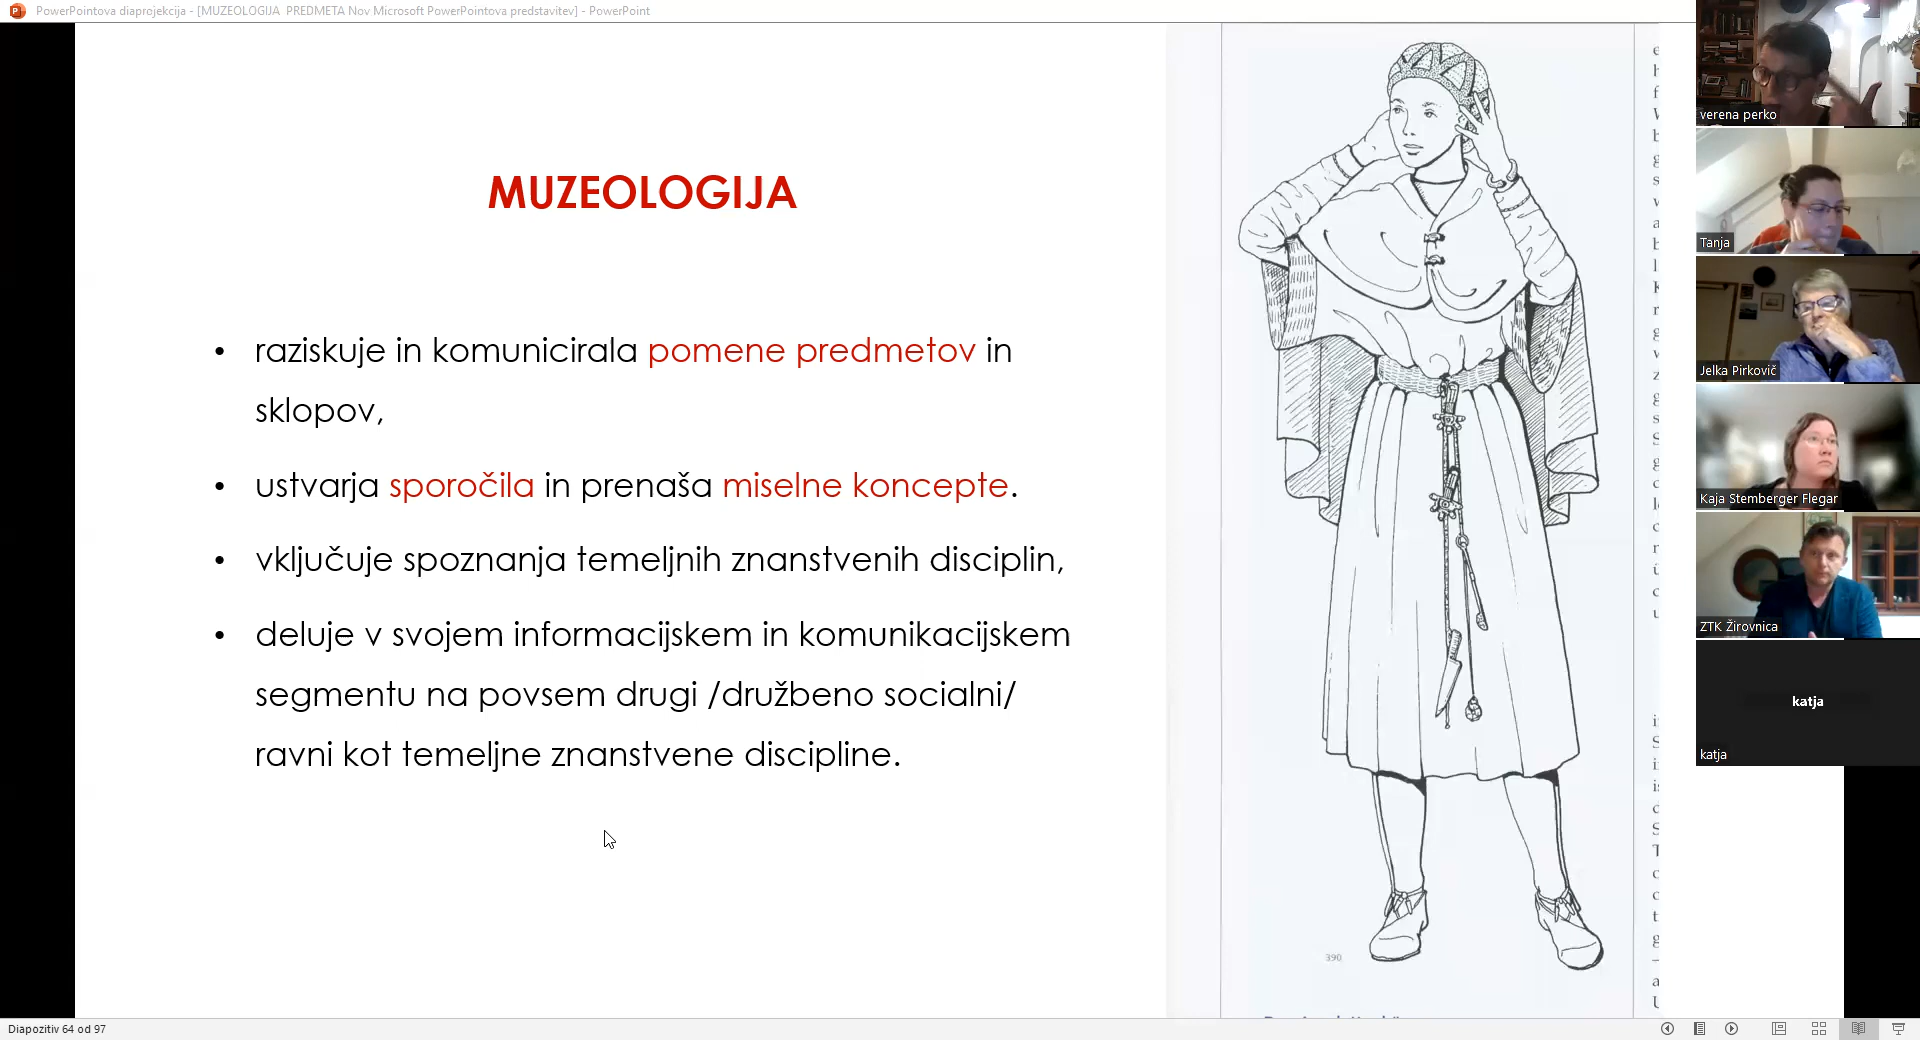 PowerPointova diaprojekcija - [MUZEOLOGIJA  PREDMETA Nov Microsoft PowerPointova predstavitev] - PowerPoint
MUZEOLOGIJA
• raziskuje in komunicirala pomene predmetov in
sklopov,
• ustvarja sporočila in prenaša miselne koncepte.
• vključuje spoznanja temeljnih znanstvenih disciplin,
• deluje v svojem informacijskem in komunikacijskem
segmentu na povsem drugi /družbeno socialni/
ravni kot temeljne znanstvene discipline.
390
verena perko
Tanja
Jelka Pirkovič
Kaja Stemberger Flegar
ZTK Žirovnica
katja
katja
Diapozitiv 64 od 97